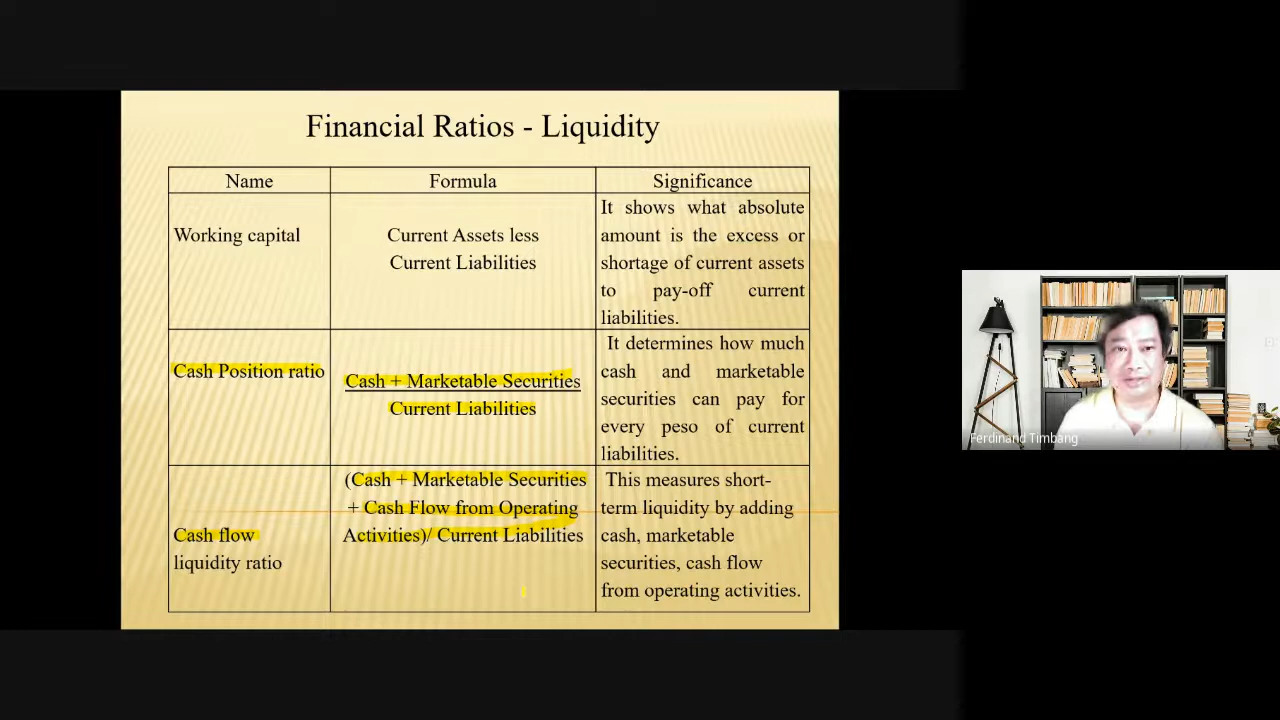 Financial Ratios - Liquidity
Name
Formula
Significance
Working capital
Current Assets less
Current Liabilities
It shows what absolute
amount is the excess or
shortage of current assets
to pay-off current
liabilities.
Cash Position ratio
Cash + Marketable Securities
Current Liabilities
It determines how much
cash and marketable
securities can pay for
every peso of current
liabilities.
Cash flow
liquidity ratio
(Cash + Marketable Securities
+ Cash Flow from Operating
Activities)/ Current Liabilities
This measures short-
term liquidity by adding
cash, marketable
securities, cash flow
from operating activities.
Ferdinand Timbang